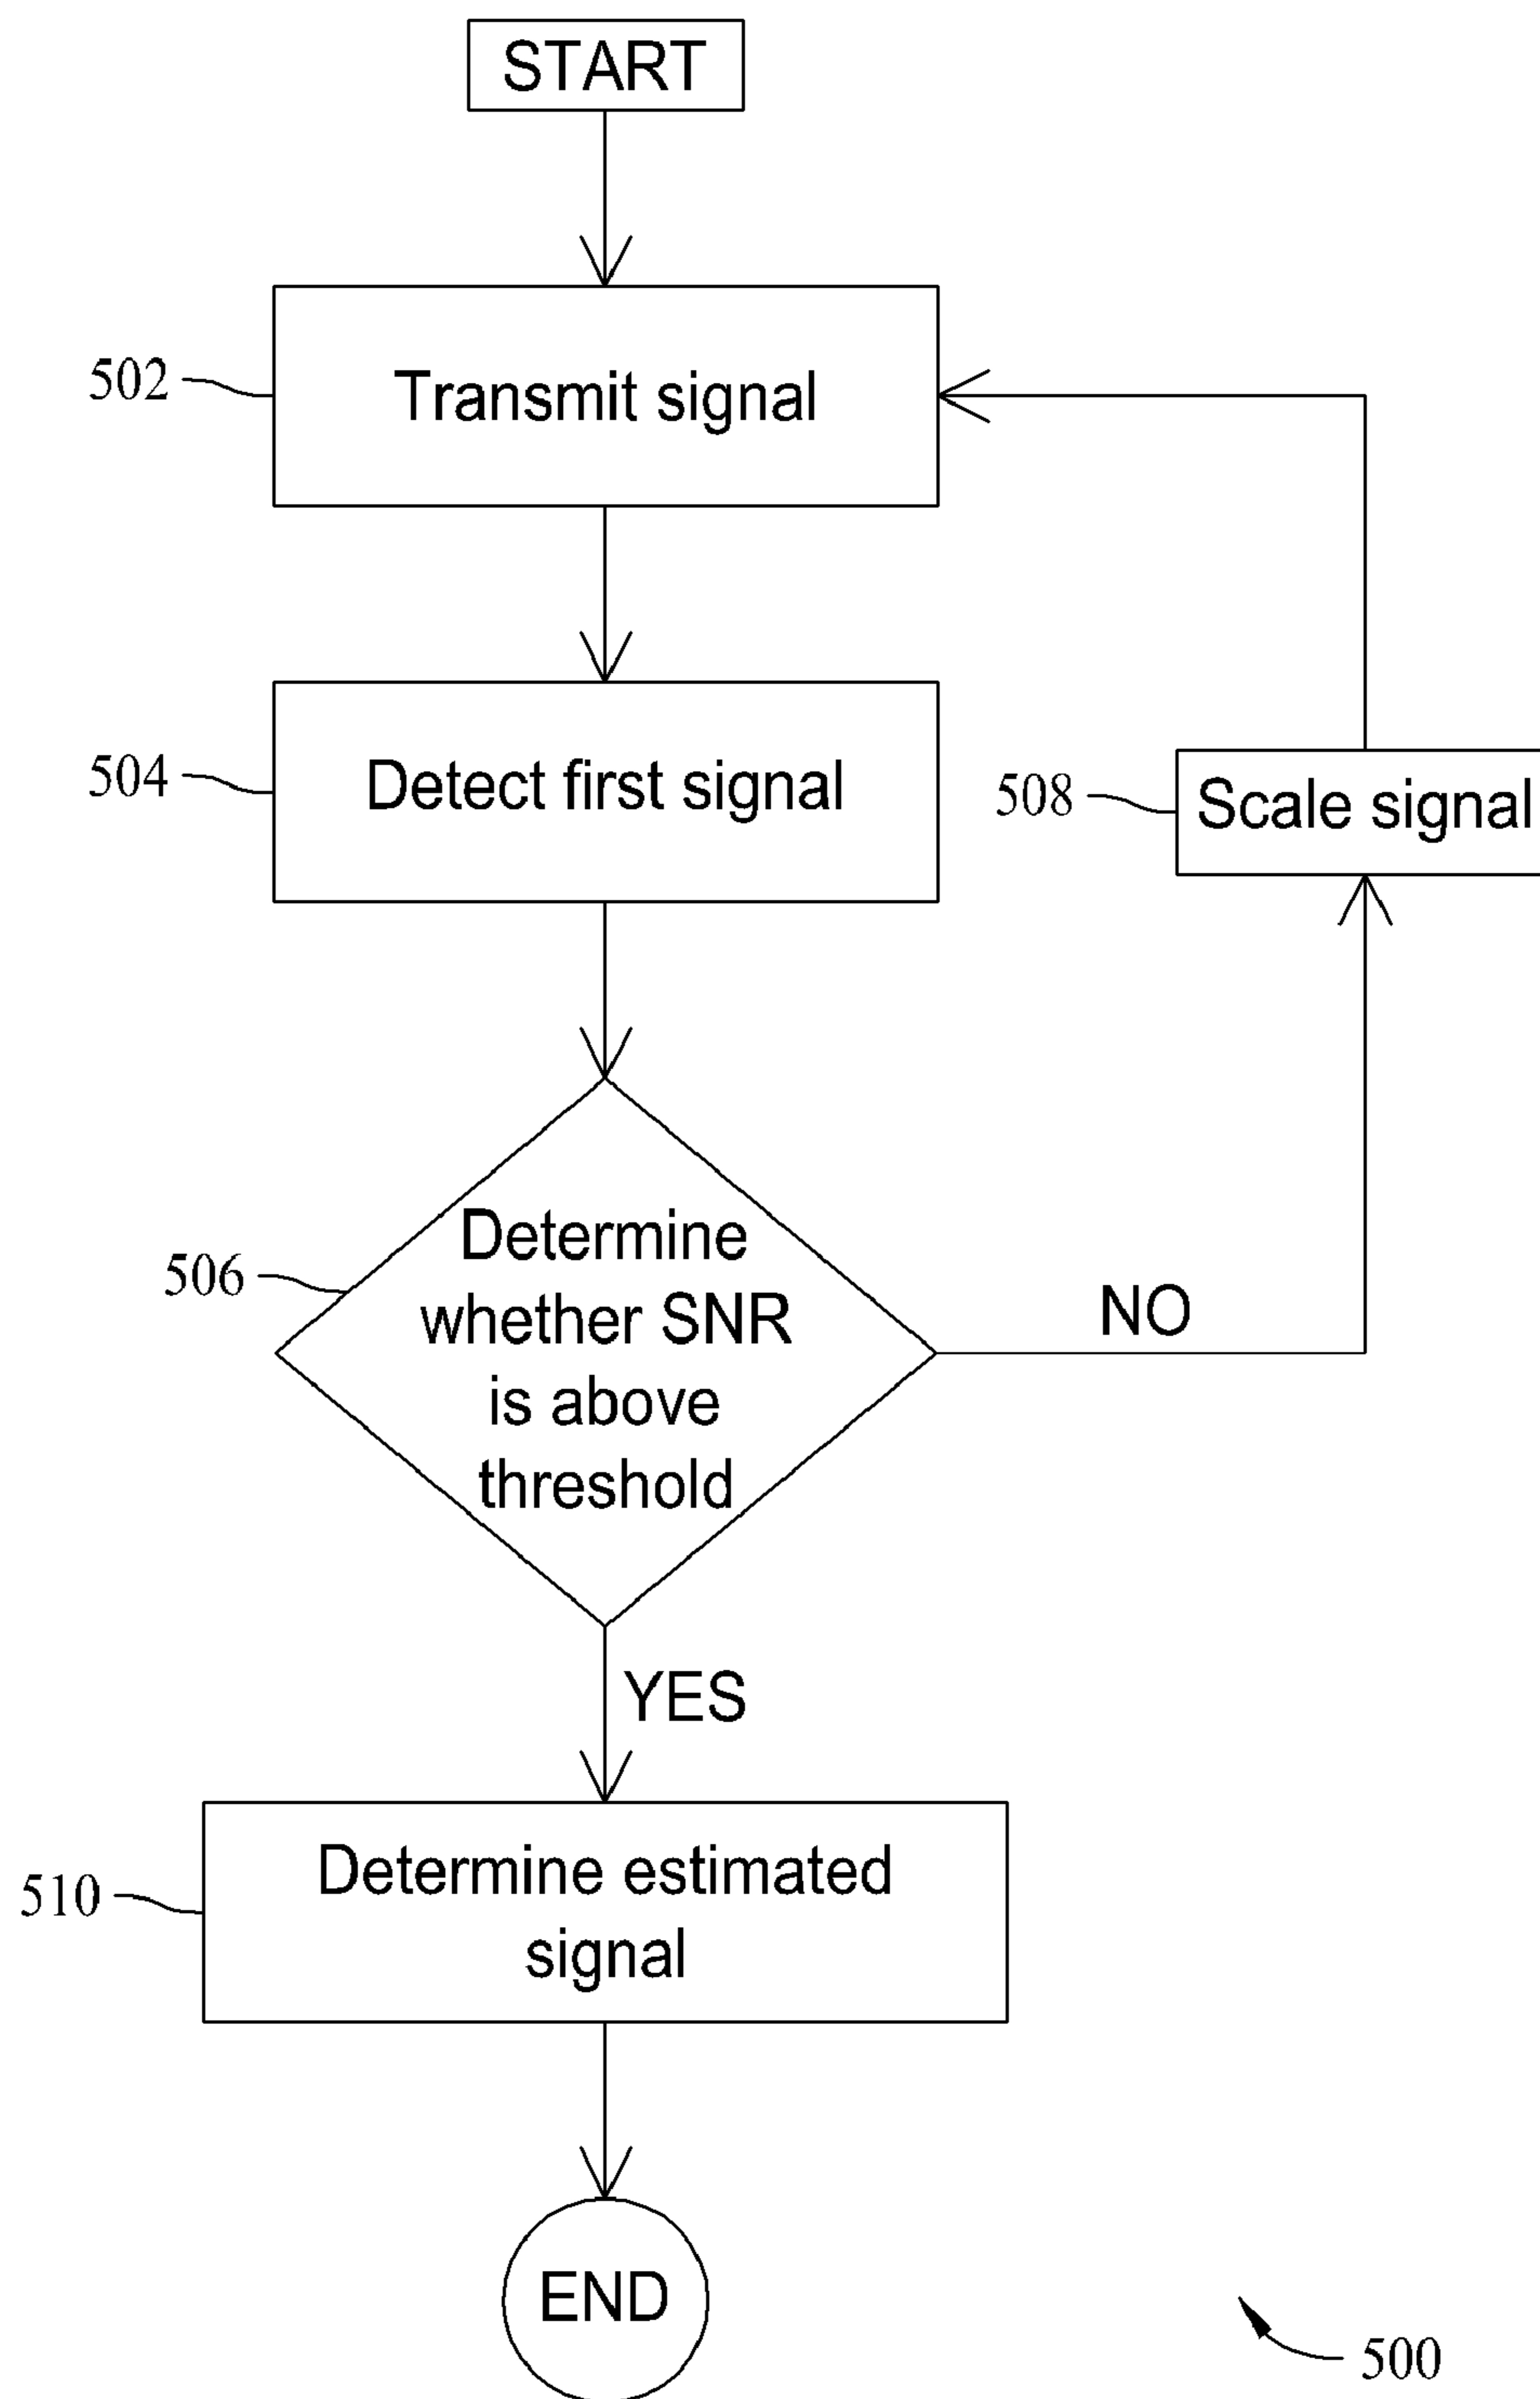 START
502
Transmit signal
504
Detect first signal
508
Scale signal
506
Determine
whether SNR
is above
threshold
NO
YES
510
Determine estimated
signal
END
500